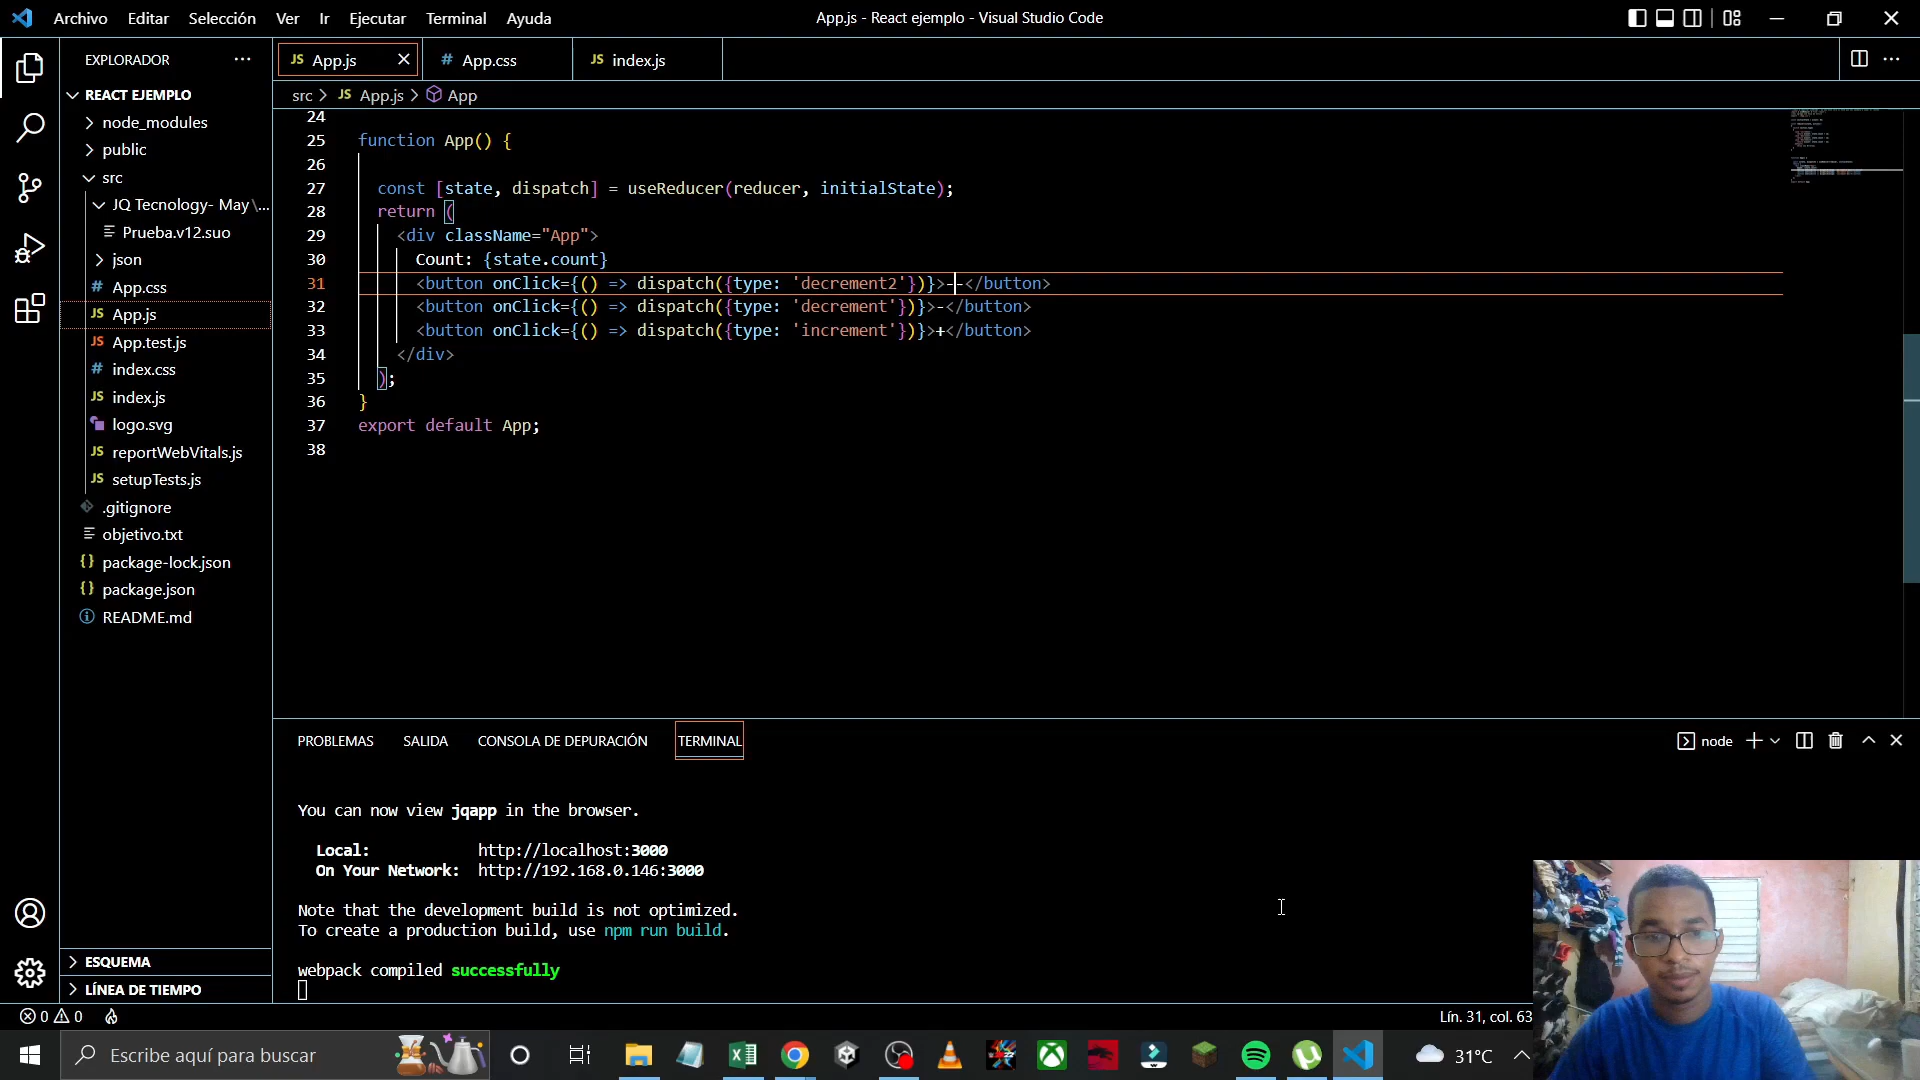 Archivo Editar Selección Ver Ir Ejecutar Terminal Ayuda
App.js - React ejemplo - Visual Studio Code
EXPLORADOR
REACT EJEMPLO
node_modules
public
src
JQ Tecnology- May\...
Prueba.v12.suo
json
App.css
App.js
App.test.js
index.css
index.js
logo.svg
reportWebVitals.js
setupTests.js
.gitignore
objetivo.txt
package-lock.json
package.json
README.md
ESQUEMA
LÍNEA DE TIEMPO
JS App.js
# App.css
JS index.js
src > JS App.js > App
24
25 function App() {
26
27 const [state, dispatch] = useReducer(reducer, initialState);
28 return (
29 <div className="App">
30 Count: {state.count}
31 <button onClick={() => dispatch({type: 'decrement2'})}>--</button>
32 <button onClick={() => dispatch({type: 'decrement'})}>-</button>
33 <button onClick={() => dispatch({type: 'increment'})}>+</button>
34 </div>
35 );
36 }
37 export default App;
38
PROBLEMAS SALIDA CONSOLA DE DEPURACIÓN TERMINAL
node
You can now view jqapp in the browser.
Local: http://localhost:3000
On Your Network: http://192.168.0.146:3000
Note that the development build is not optimized.
To create a production build, use npm run build.
webpack compiled successfully
0 0
Lín. 31, col. 63
Escribe aquí para buscar
31°C